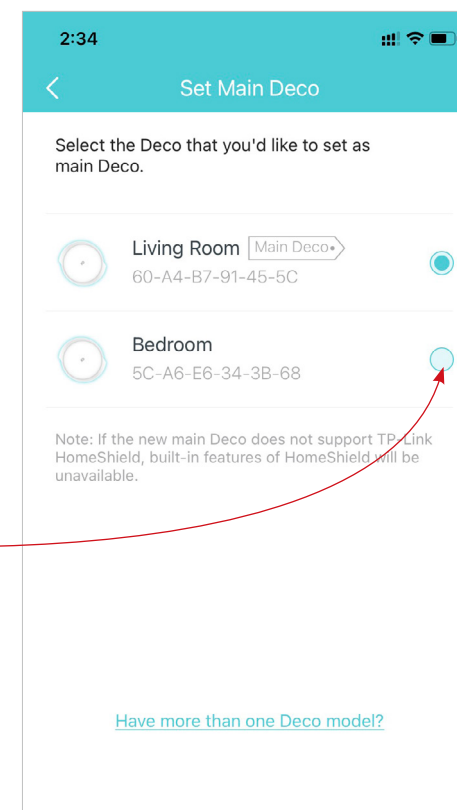 2:34
Set Main Deco
Select the Deco that you'd like to set as
main Deco.
Living Room Main Deco
60-A4-B7-91-45-5C
Bedroom
5C-A6-E6-34-3B-68
Note: If the new main Deco does not support TP-Link
HomeShield, built-in features of HomeShield will be
unavailable.
Have more than one Deco model?